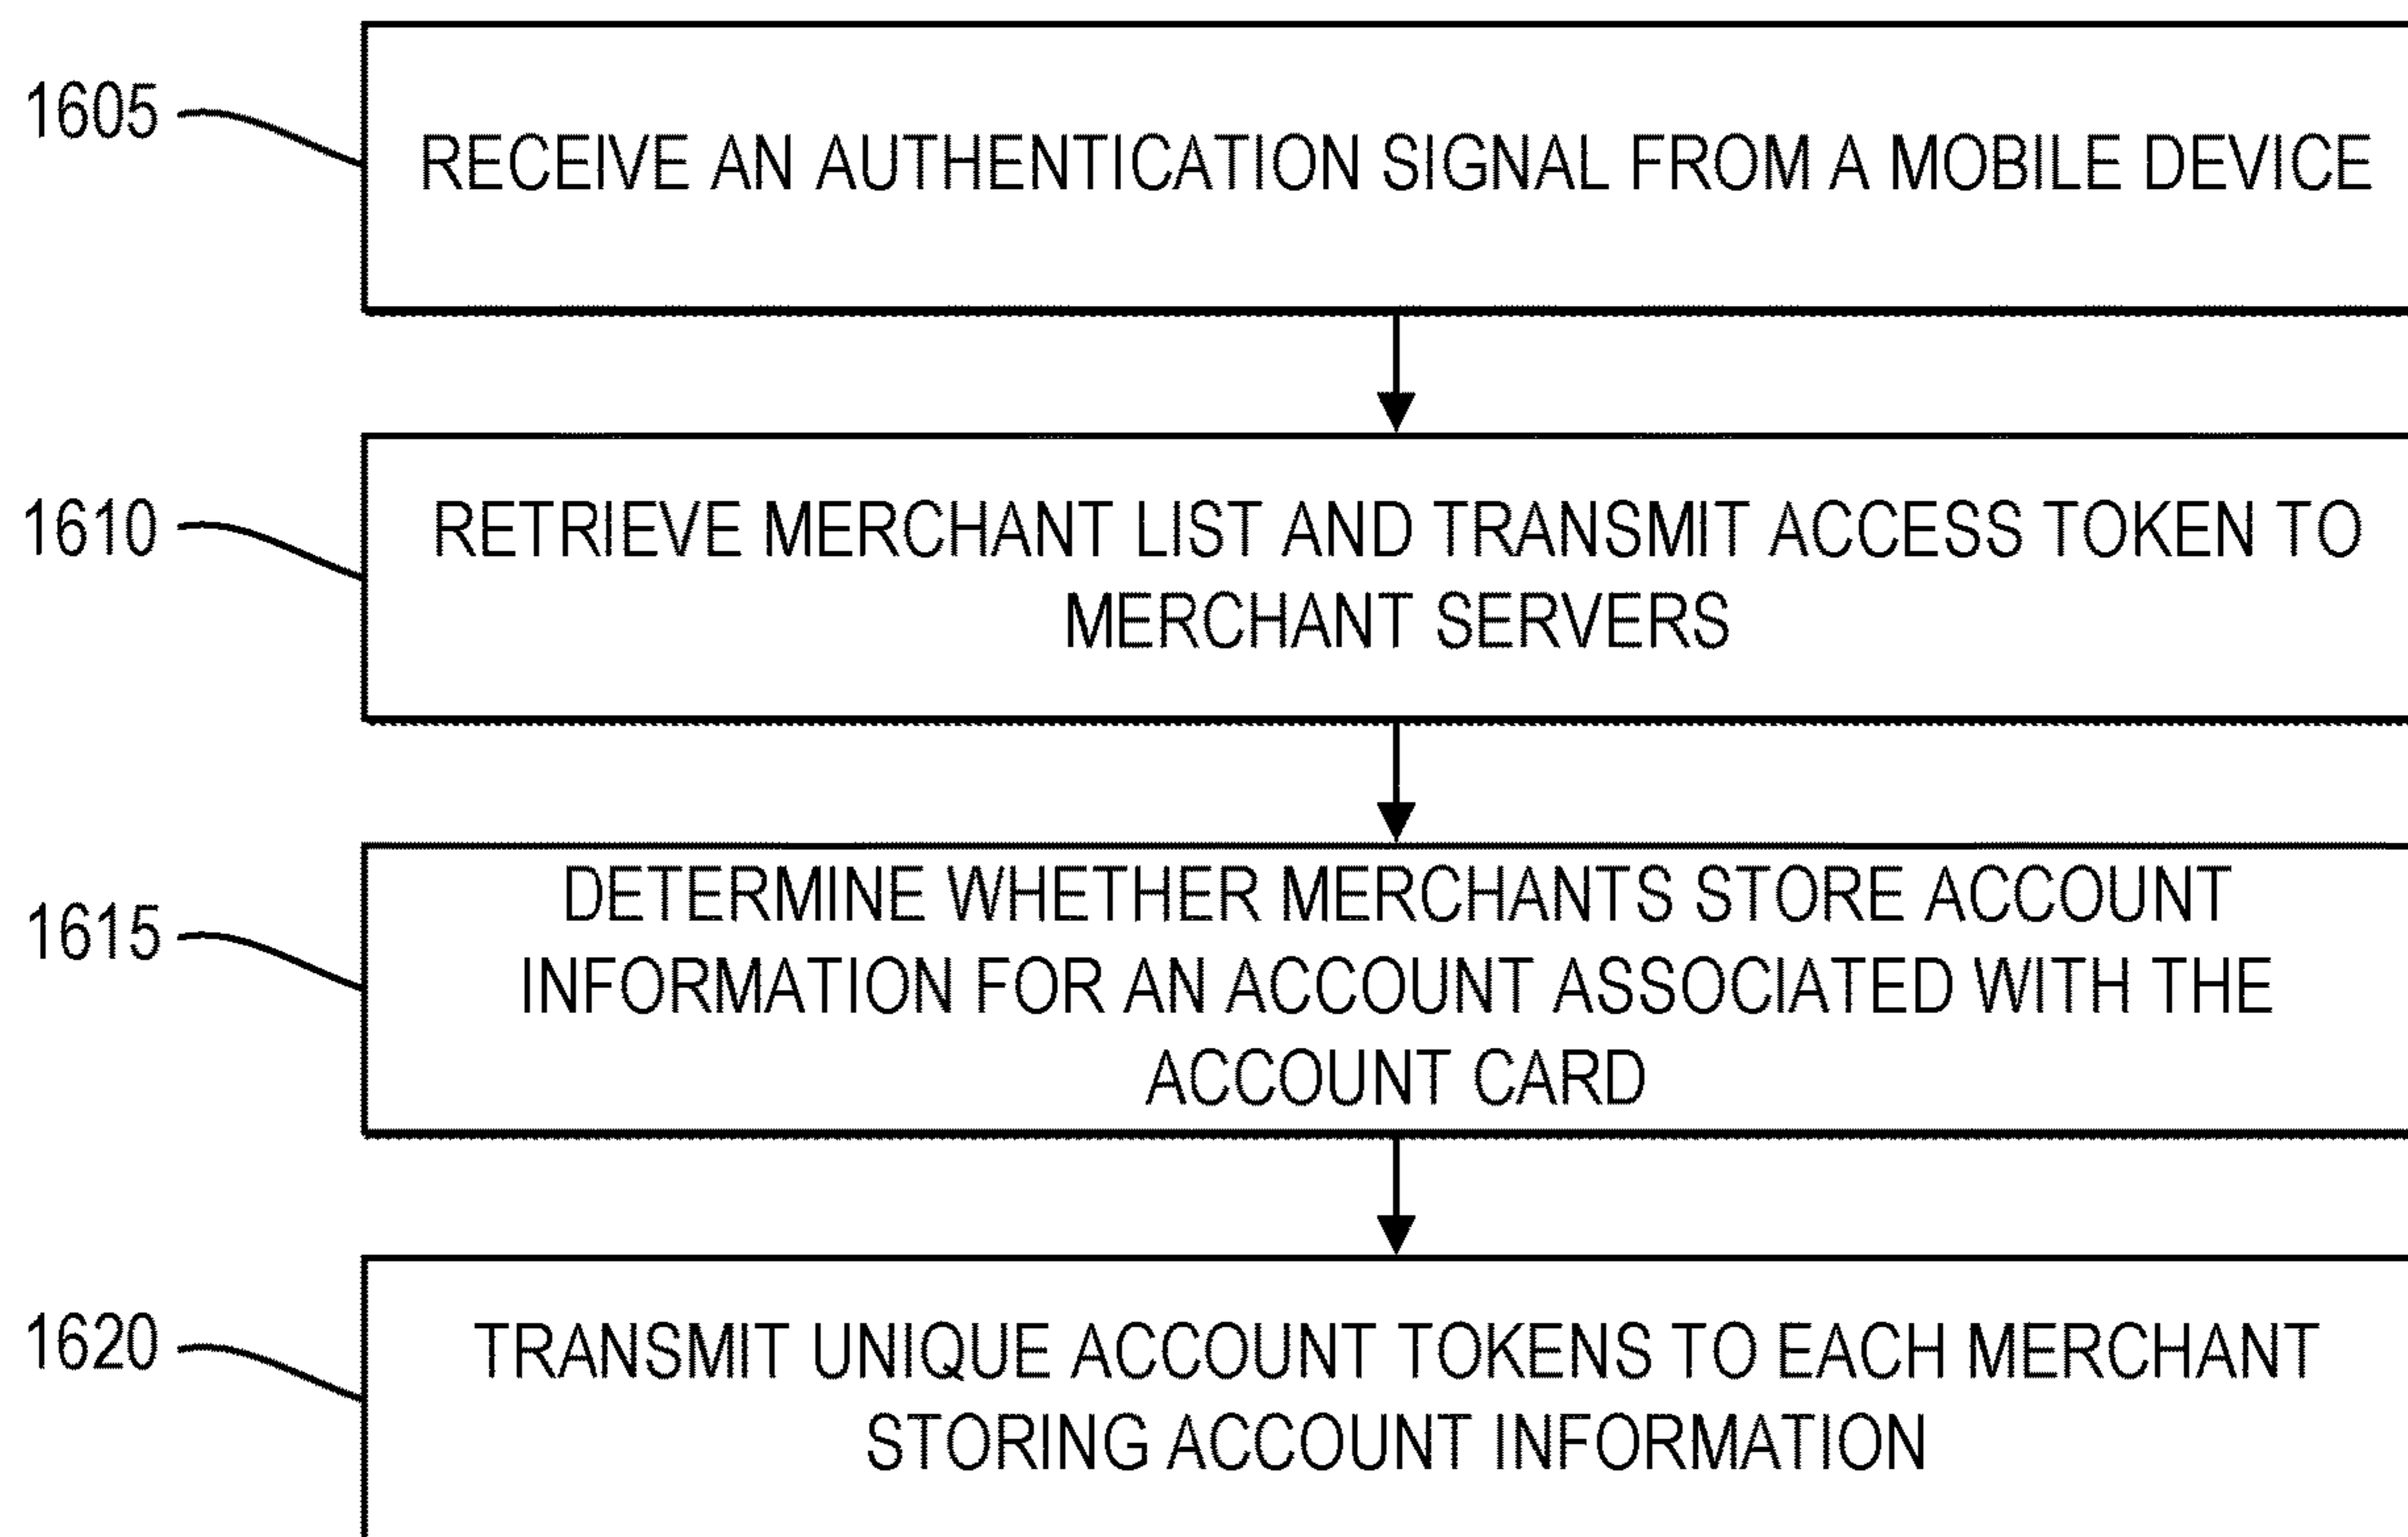 1605
RECEIVE AN AUTHENTICATION SIGNAL FROM A MOBILE DEVICE
1610
RETRIEVE MERCHANT LIST AND TRANSMIT ACCESS TOKEN TO
MERCHANT SERVERS
1615
DETERMINE WHETHER MERCHANTS STORE ACCOUNT
INFORMATION FOR AN ACCOUNT ASSOCIATED WITH THE
ACCOUNT CARD
1620
TRANSMIT UNIQUE ACCOUNT TOKENS TO EACH MERCHANT
STORING ACCOUNT INFORMATION